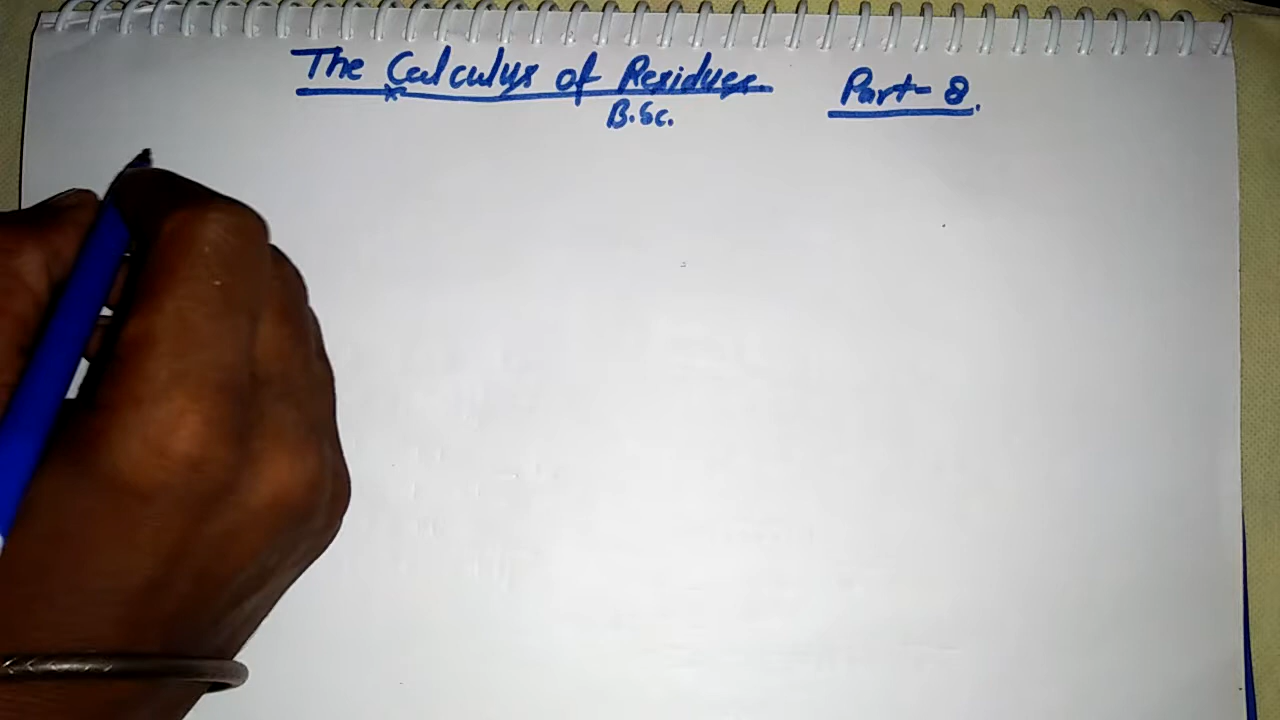 The Calculus of Residues. Part- 8.
B.Sc.